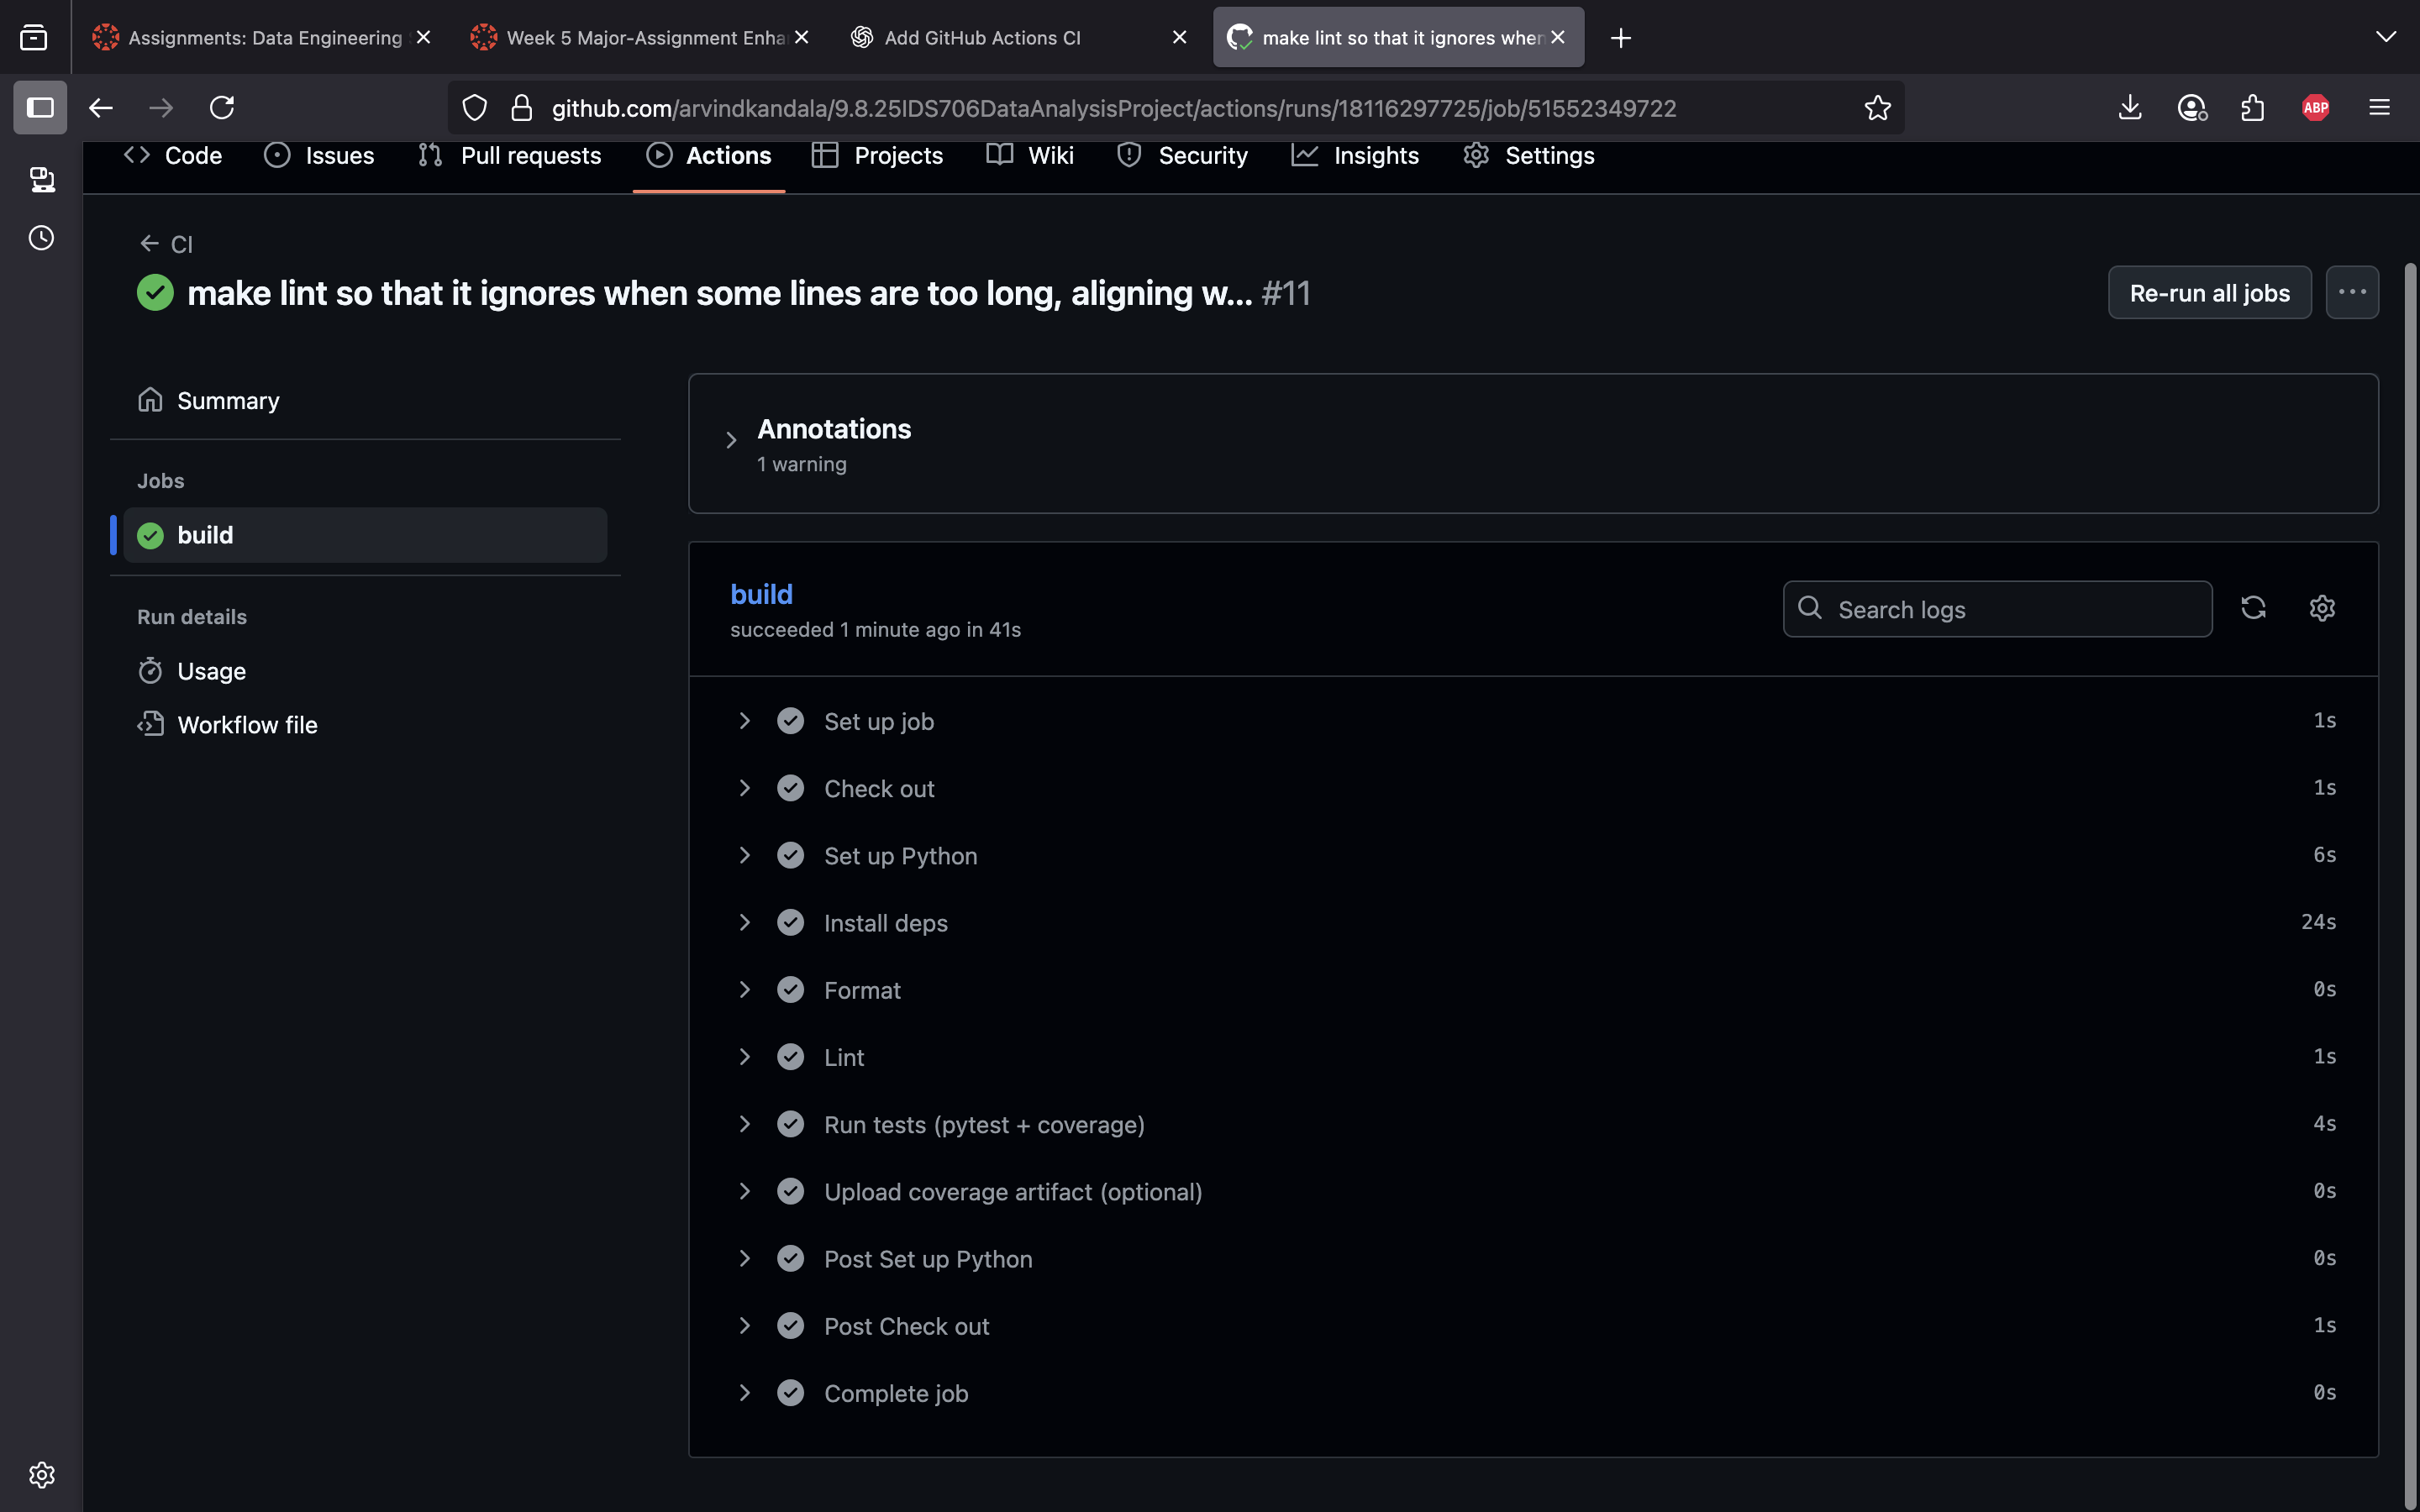 Assignments: Data Engineering
Week 5 Major-Assignment Enha
Add GitHub Actions CI
make lint so that it ignores wher
github.com/arvindkandala/9.8.25IDS706DataAnalysisProject/actions/runs/18116297725/job/51552349722
ABP
Code
Issues
Pull requests
Actions
Projects
Wiki
Security
Insights
Settings
CI
make lint so that it ignores when some lines are too long, aligning w... #11
Re-run all jobs
Summary
Jobs
build
Run details
Usage
Workflow file
Annotations
1 warning
build
succeeded 1 minute ago in 41s
Search logs
Set up job 1s
Check out 1s
Set up Python 6s
Install deps 24s
Format 0s
Lint 1s
Run tests (pytest + coverage) 4s
Upload coverage artifact (optional) 0s
Post Set up Python 0s
Post Check out 1s
Complete job 0s